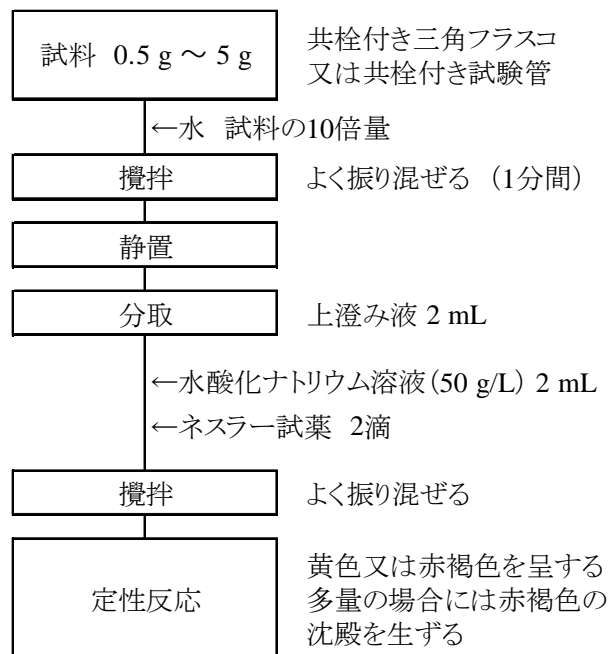 試料 0.5 g ～ 5 g
共栓付き三角フラスコ
又は共栓付き試験管
←水 試料の10倍量
攪拌
よく振り混ぜる （1分間）
静置
分取
上澄み液 2 mL
←水酸化ナトリウム溶液（50 g/L） 2 mL
←ネスラー試薬 2滴
攪拌
よく振り混ぜる
定性反応
黄色又は赤褐色を呈する
多量の場合には赤褐色の
沈殿を生ずる